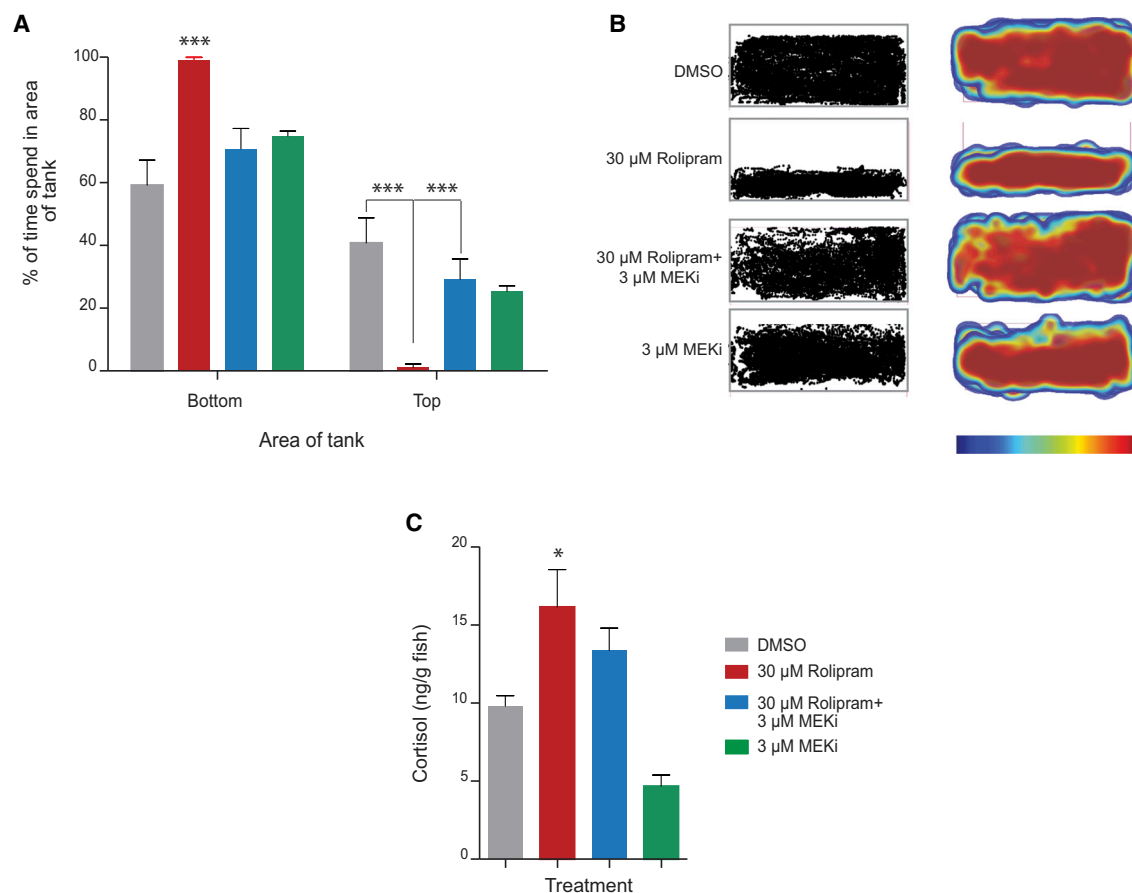 A
***
100
80
60
40
20
0
% of time spend in area
of tank
*** ***
Bottom Top
Area of tank
B
DMSO
30 µM Rolipram
30 µM Rolipram+
3 µM MEKi
3 µM MEKi
C
*
20
15
10
5
0
Cortisol (ng/g fish)
Treatment
DMSO
30 µM Rolipram
30 µM Rolipram+
3 µM MEKi
3 µM MEKi